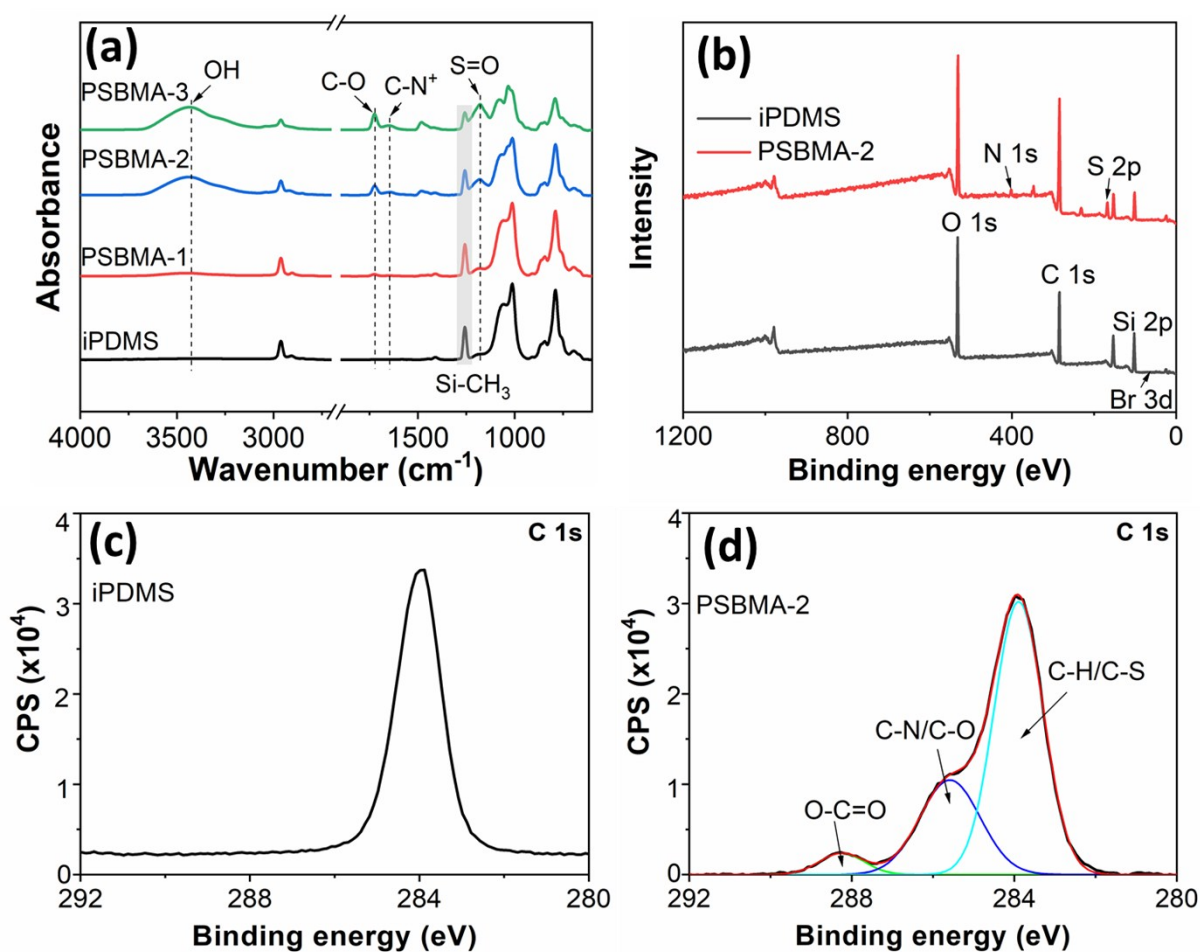 (a)
OH
C-O
C-N⁺
S=O
PSBMA-3
PSBMA-2
PSBMA-1
iPDMS
Si-CH₃
Absorbance
4000 3500 3000 1500 1000
Wavenumber (cm⁻¹)
(b)
iPDMS
PSBMA-2
N 1s
S 2p
O 1s
C 1s
Si 2p
Br 3d
Intensity
1200 800 400 0
Binding energy (eV)
(c)
C 1s
iPDMS
CPS (x10⁴)
4
3
2
1
0
292 288 284 280
Binding energy (eV)
(d)
C 1s
PSBMA-2
C-H/C-S
C-N/C-O
O-C=O
CPS (x10⁴)
4
3
2
1
0
292 288 284 280
Binding energy (eV)